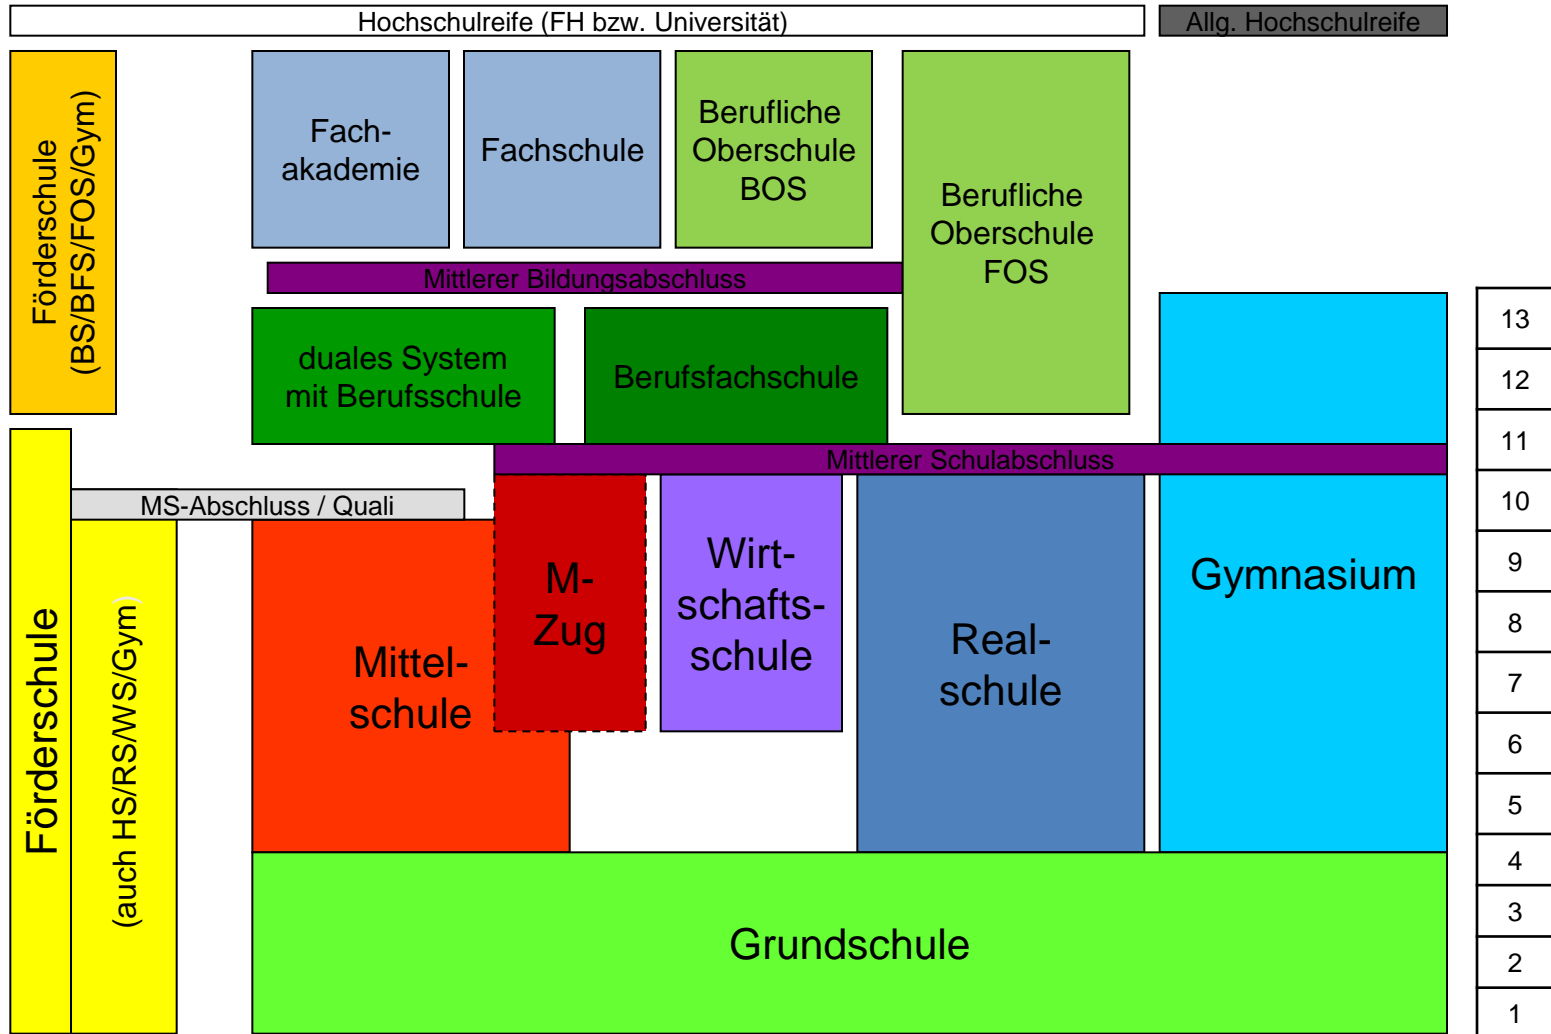 Hochschulreife (FH bzw. Universität)
Allg. Hochschulreife
Förderschule
(BS/BFS/FOS/Gym)
Fach-
akademie
Fachschule
Berufliche
Oberschule
BOS
Berufliche
Oberschule
FOS
Mittlerer Bildungsabschluss
duales System
mit Berufsschule
Berufsfachschule
Mittlerer Schulabschluss
MS-Abschluss / Quali
Förderschule
(auch HS/RS/WS/Gym)
Mittel-
schule
M-
Zug
Wirt-
schafts-
schule
Real-
schule
Gymnasium
Grundschule
13
12
11
10
9
8
7
6
5
4
3
2
1